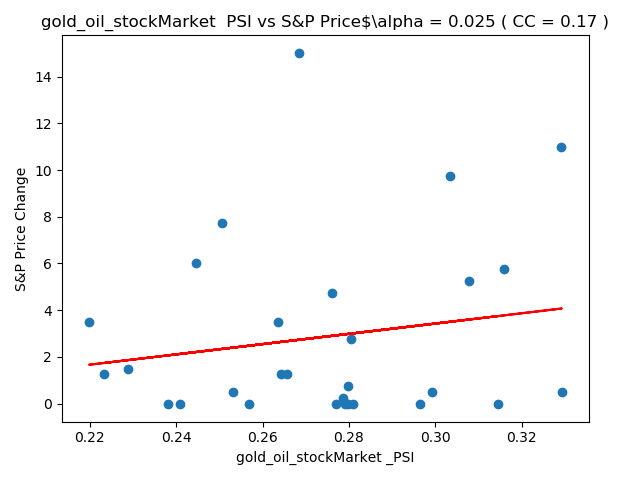 gold_oil_stockMarket  PSI vs S&P Price$\alpha = 0.025 ( CC = 0.17 )
14
12
10
8
6
4
2
0
S&P Price Change
0.22 0.24 0.26 0.28 0.30 0.32
gold_oil_stockMarket _PSI